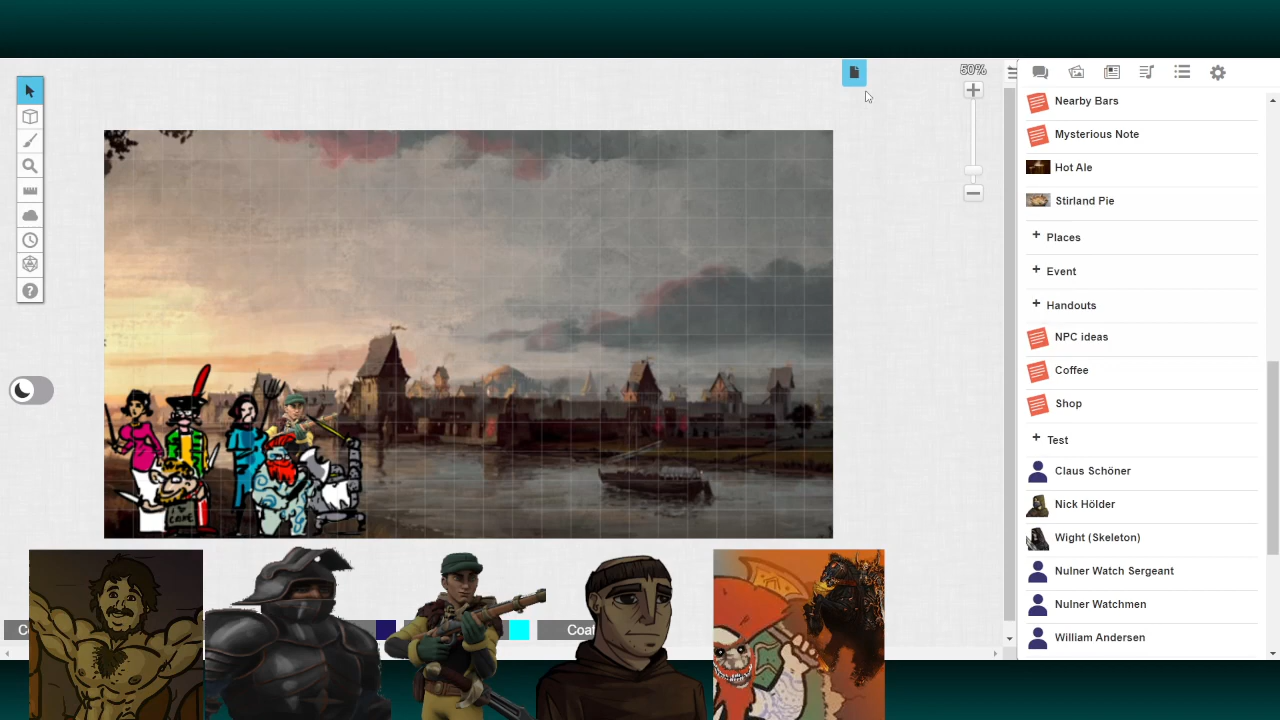 50%
Nearby Bars
Mysterious Note
Hot Ale
Stirland Pie
+ Places
+ Event
+ Handouts
NPC ideas
Coffee
Shop
+ Test
Claus Schöner
Nick Hölder
Wight (Skeleton)
Nulner Watch Sergeant
Nulner Watchmen
William Andersen
C
Coat
?